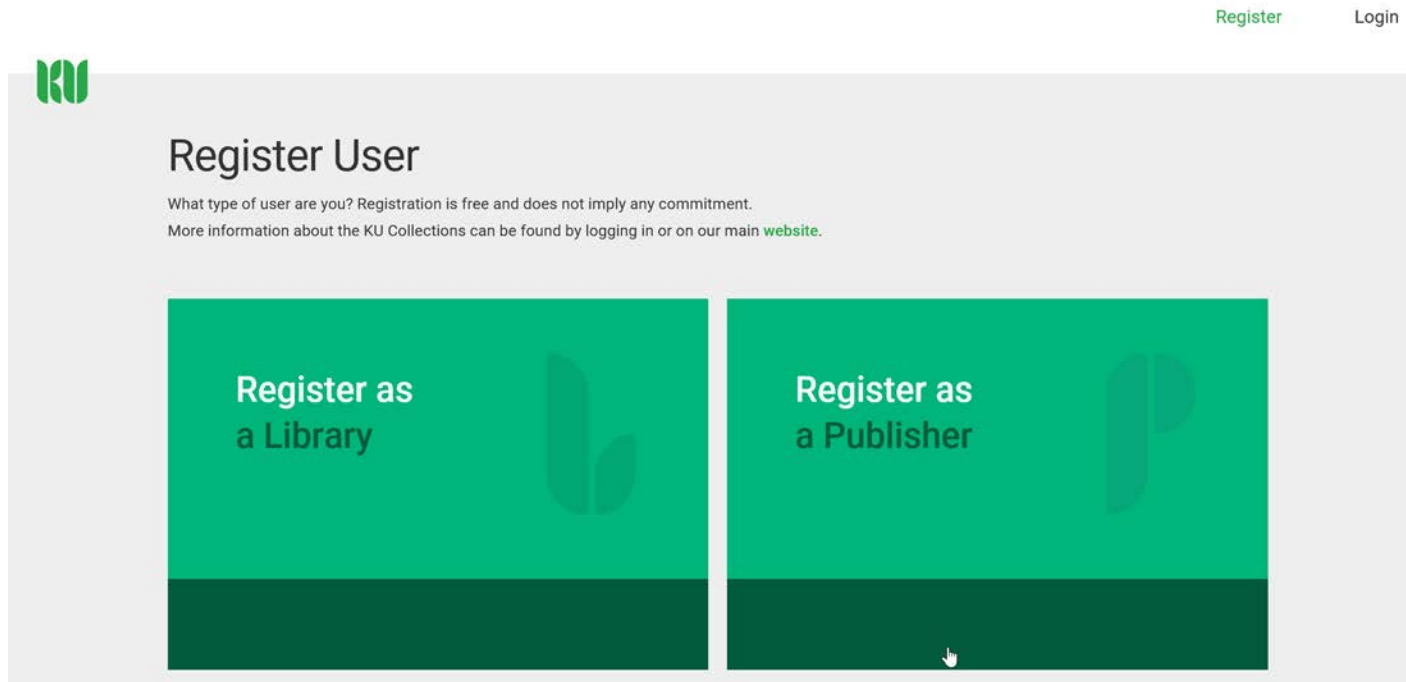 Register Login
KU
Register User
What type of user are you? Registration is free and does not imply any commitment.
More information about the KU Collections can be found by logging in or on our main website.
Register as
a Library
Register as
a Publisher